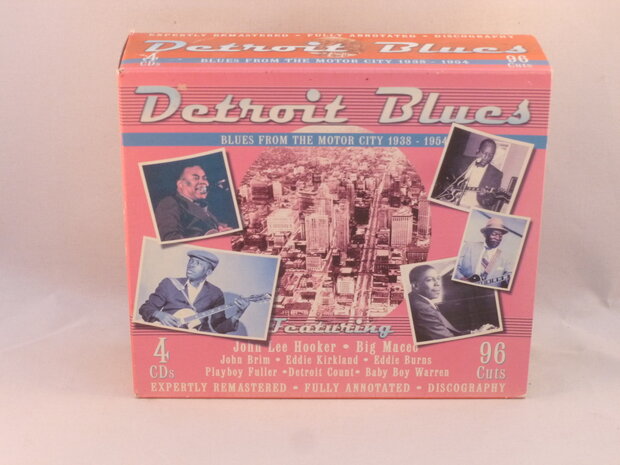 EXPERTLY REMASTERED • FULLY ANNOTATED • DISCOGRAPHY
Detroit Blues
4 CDs
BLUES FROM THE MOTOR CITY 1938 - 1954
96 Cuts
Detroit Blues
BLUES FROM THE MOTOR CITY 1938 - 1954
Featuring
4 CDs
John Lee Hooker • Big Maceo
John Brim • Eddie Kirkland • Eddie Burns
Playboy Fuller • Detroit Count • Baby Boy Warren
96 Cuts
EXPERTLY REMASTERED • FULLY ANNOTATED • DISCOGRAPHY